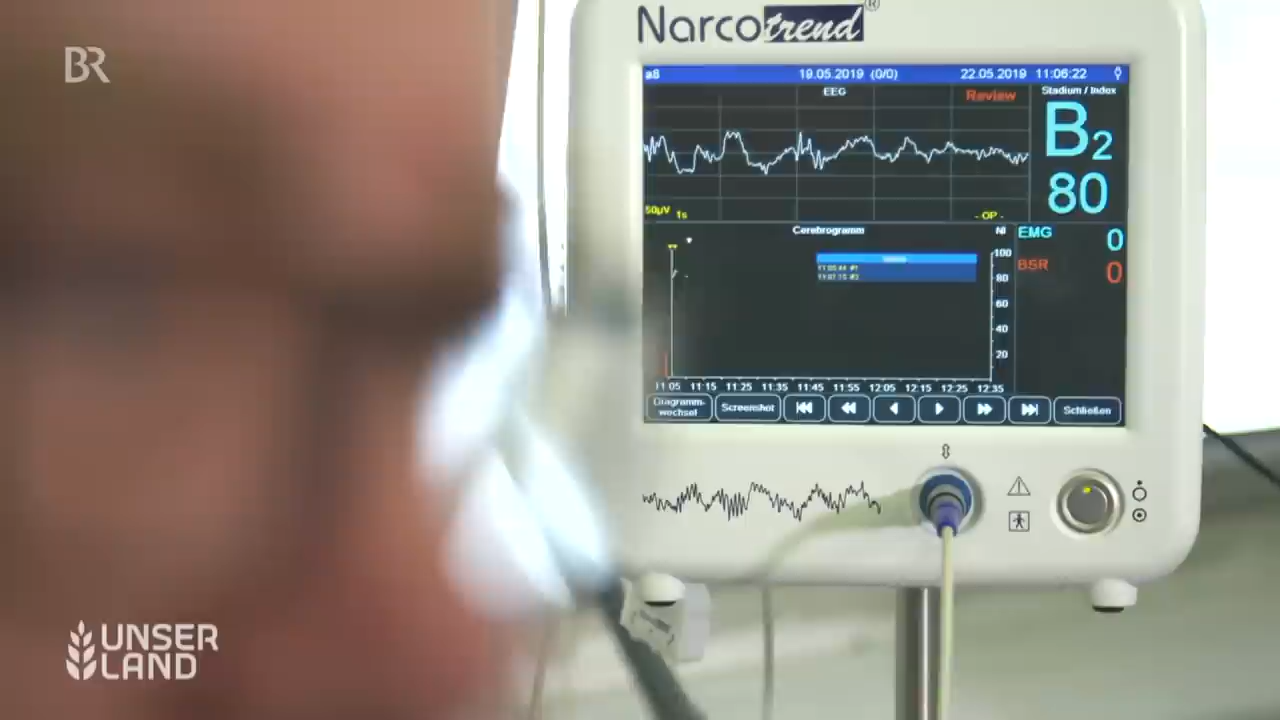 BR
Narcotrend®
a8 19.05.2019 (0/0) 22.05.2019 11:06:22
EEG Review Stadium / Index
B2
80
50µV 1s - OP -
Cerebrogramm NI EMG 0
BSR 0
100
80
60
40
20
11:05 11:15 11:25 11:35 11:45 11:55 12:05 12:15 12:25 12:35
Diagramm-
wechsel Screenshot Schließen
UNSER
LAND